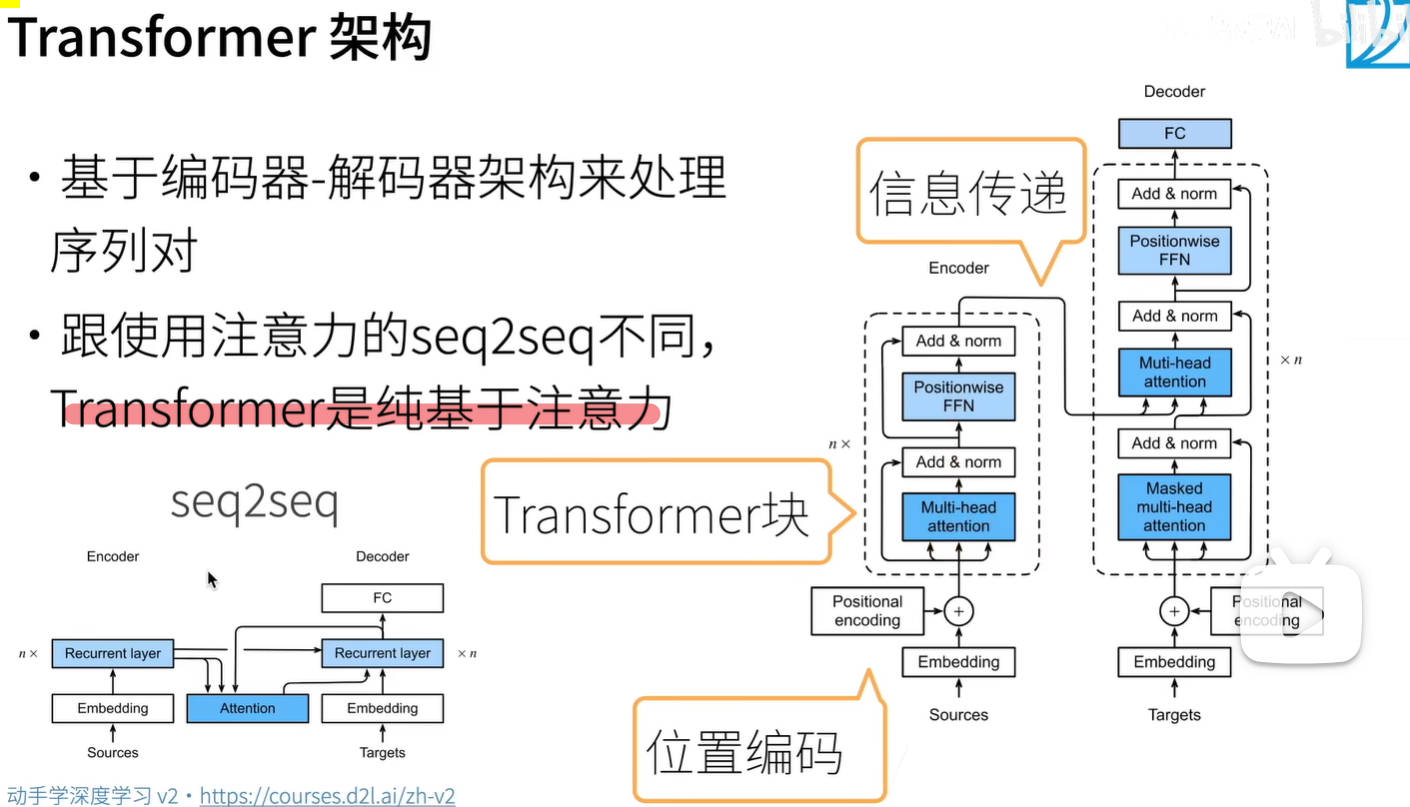 Transformer 架构
• 基于编码器-解码器架构来处理
序列对
• 跟使用注意力的seq2seq不同，
Transformer是纯基于注意力
seq2seq
Encoder
Decoder
FC
n ×
Recurrent layer
Recurrent layer
× n
Embedding
Attention
Embedding
Sources
Targets
信息传递
Transformer块
位置编码
Encoder
Add & norm
Positionwise
FFN
n ×
Add & norm
Multi-head
attention
Positional
encoding
+
Embedding
Sources
Decoder
FC
Add & norm
Positionwise
FFN
Add & norm
Muti-head
attention
× n
Add & norm
Masked
multi-head
attention
+
Positional
encoding
Embedding
Targets
动手学深度学习 v2 • https://courses.d2l.ai/zh-v2